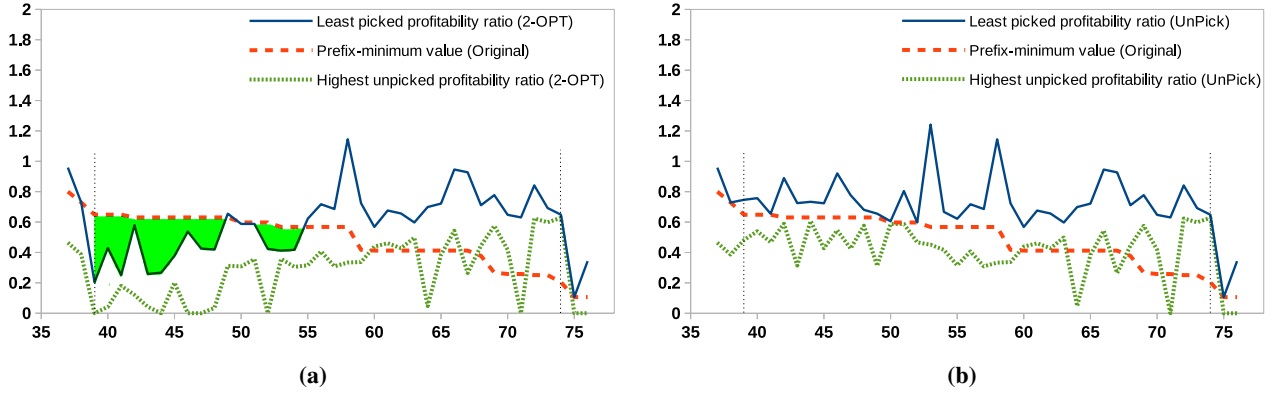 2
1.8
1.6
1.4
1.2
1
0.8
0.6
0.4
0.2
0
35 40 45 50 55 60 65 70 75
Least picked profitability ratio (2-OPT)
Prefix-minimum value (Original)
Highest unpicked profitability ratio (2-OPT)
(a)
2
1.8
1.6
1.4
1.2
1
0.8
0.6
0.4
0.2
0
35 40 45 50 55 60 65 70 75
Least picked profitability ratio (UnPick)
Prefix-minimum value (Original)
Highest unpicked profitability ratio (UnPick)
(b)